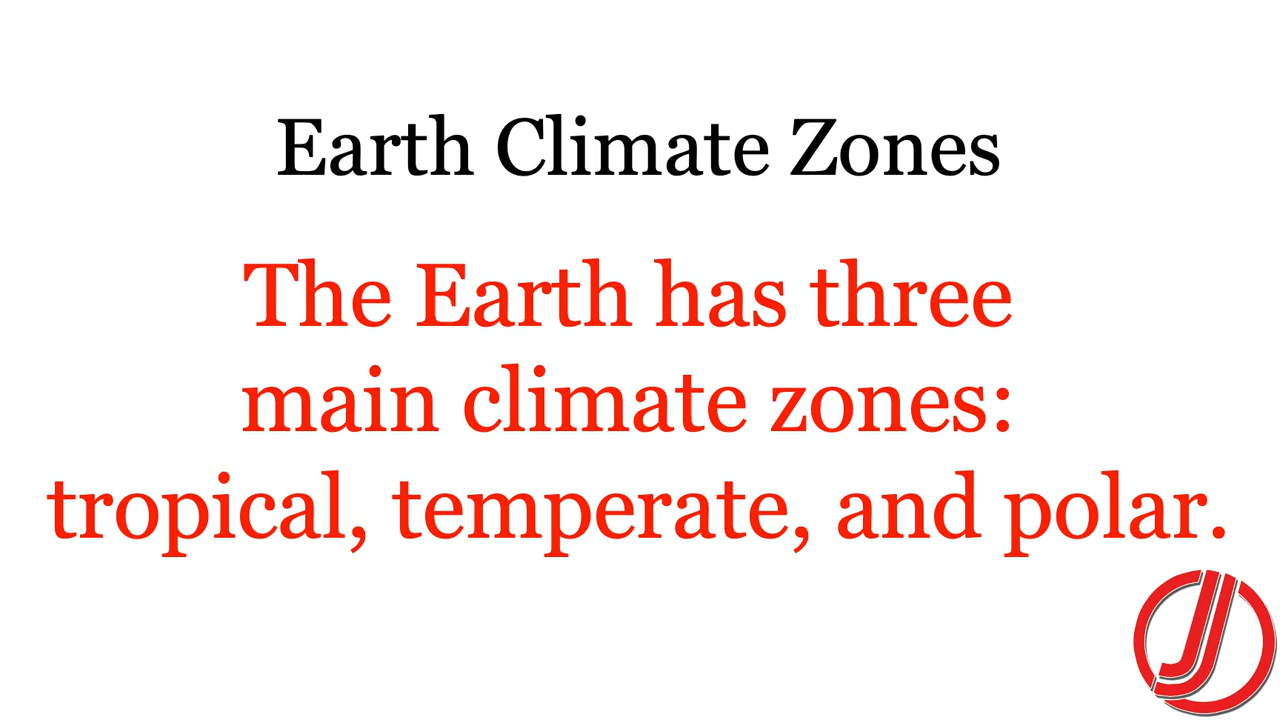 Earth Climate Zones
The Earth has three
main climate zones:
tropical, temperate, and polar.